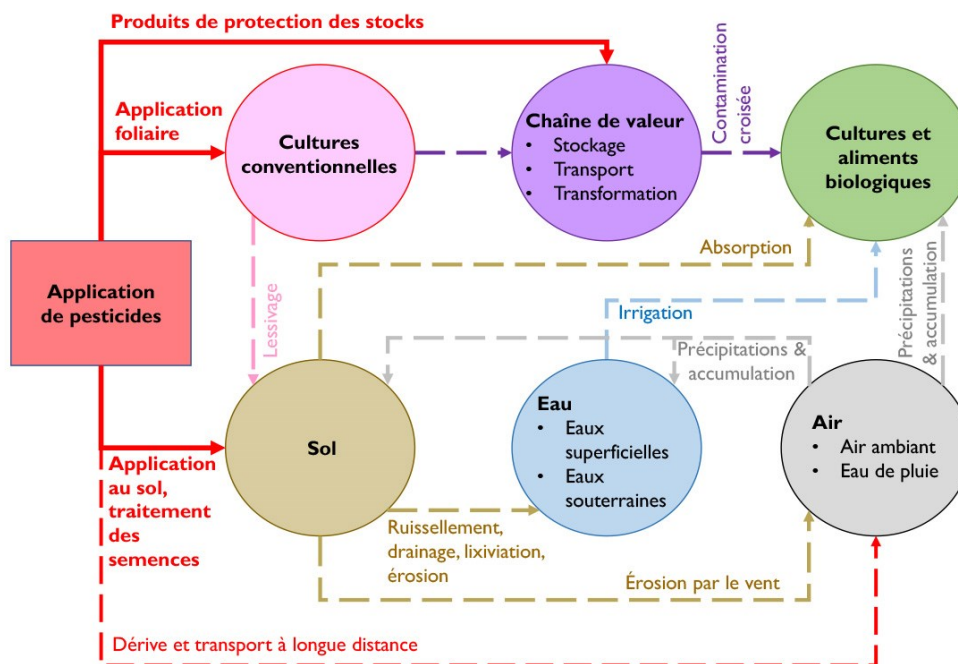 Produits de protection des stocks
Application
foliaire
Cultures
conventionnelles
Chaîne de valeur
• Stockage
• Transport
• Transformation
Contamination
croisée
Cultures et
aliments
biologiques
Application
de pesticides
Lessivage
Absorption
Irrigation
Précipitations &
accumulation
Précipitations
& accumulation
Sol
Eau
• Eaux
superficielles
• Eaux
souterraines
Air
• Air ambiant
• Eau de pluie
Application
au sol,
traitement
des
semences
Ruissellement,
drainage, lixiviation,
érosion
Érosion par le vent
Dérive et transport à longue distance